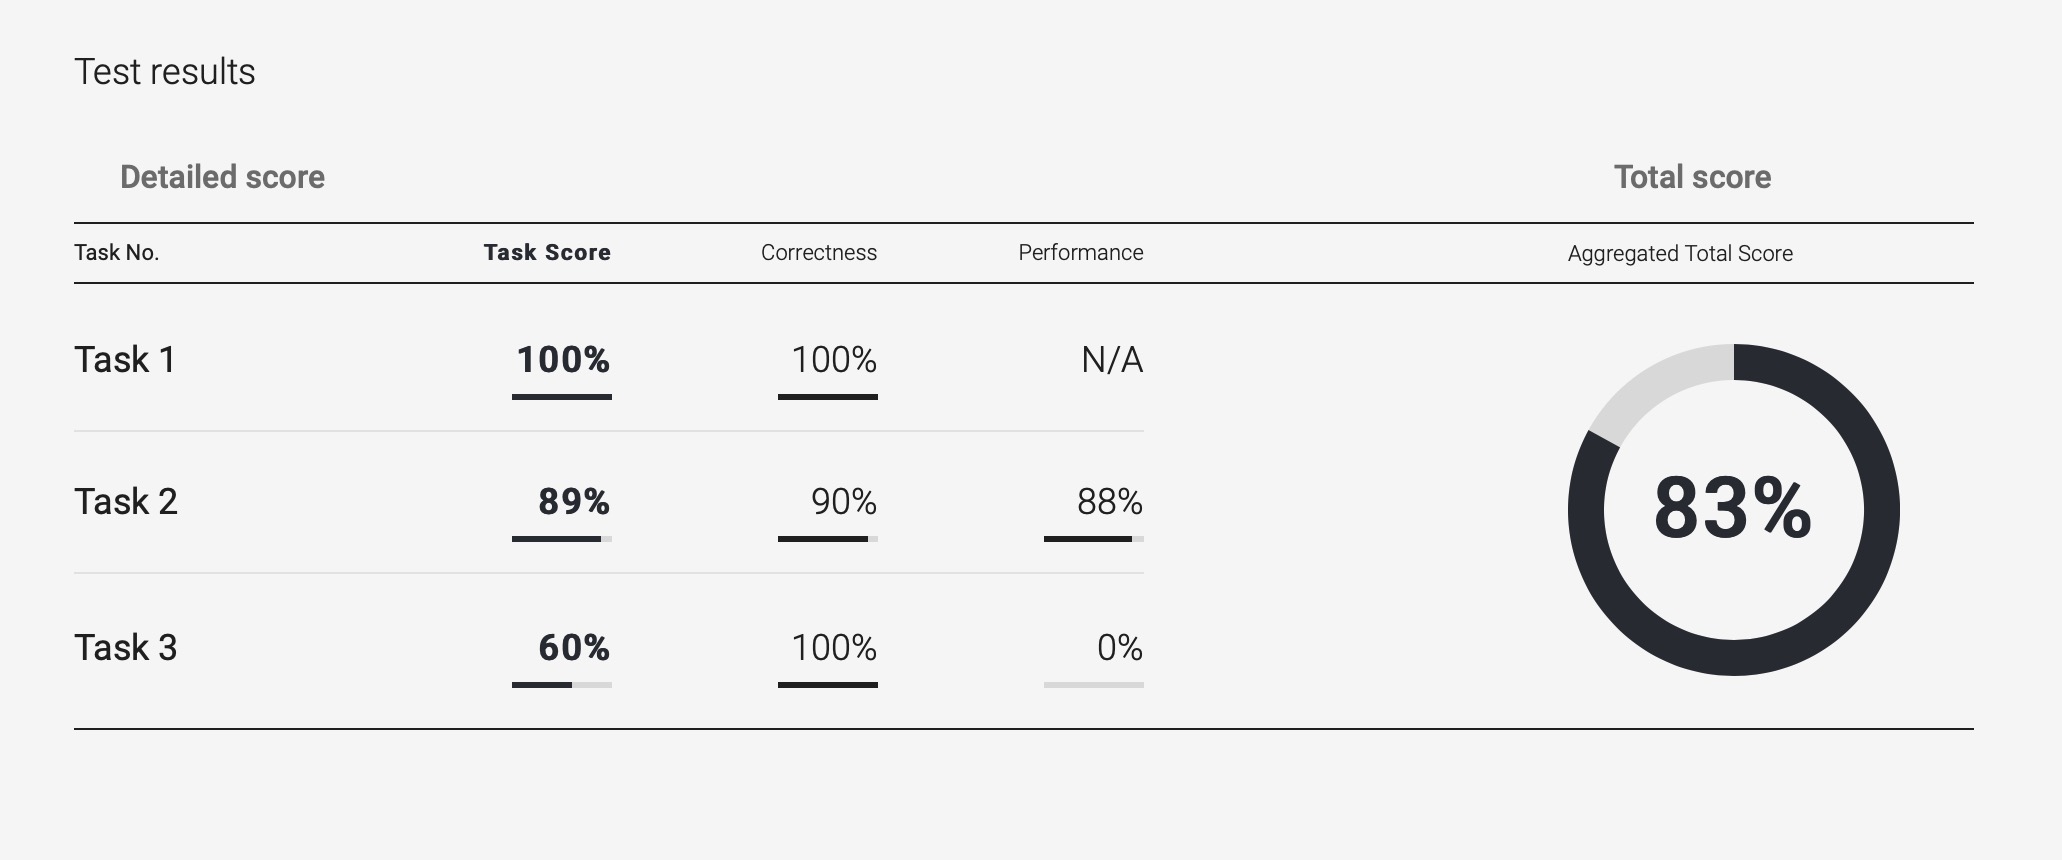 Test results
Detailed score Total score
Task No. Task Score Correctness Performance Aggregated Total Score
Task 1 100% 100% N/A
Task 2 89% 90% 88%
83%
Task 3 60% 100% 0%